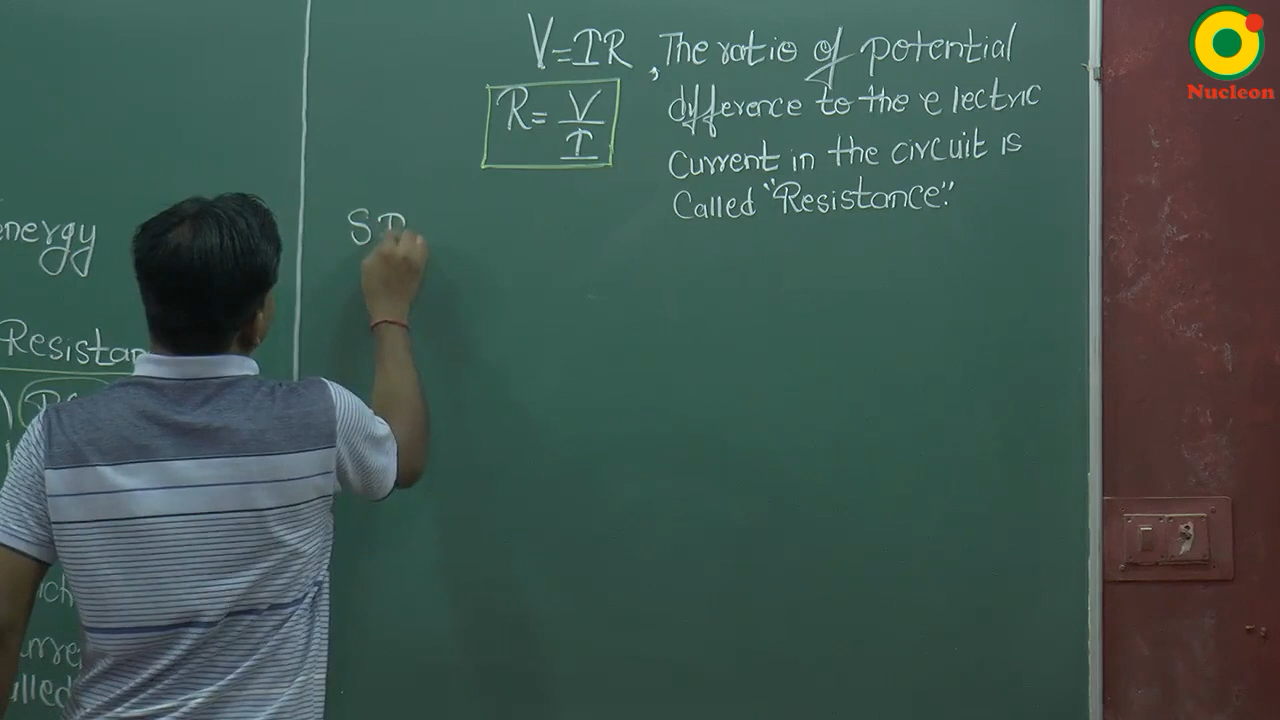 V=IR, The ratio of potential
R=V/I difference to the electric
current in the circuit is
Called "Resistance".
SI
energy
Resistan
Nucleon